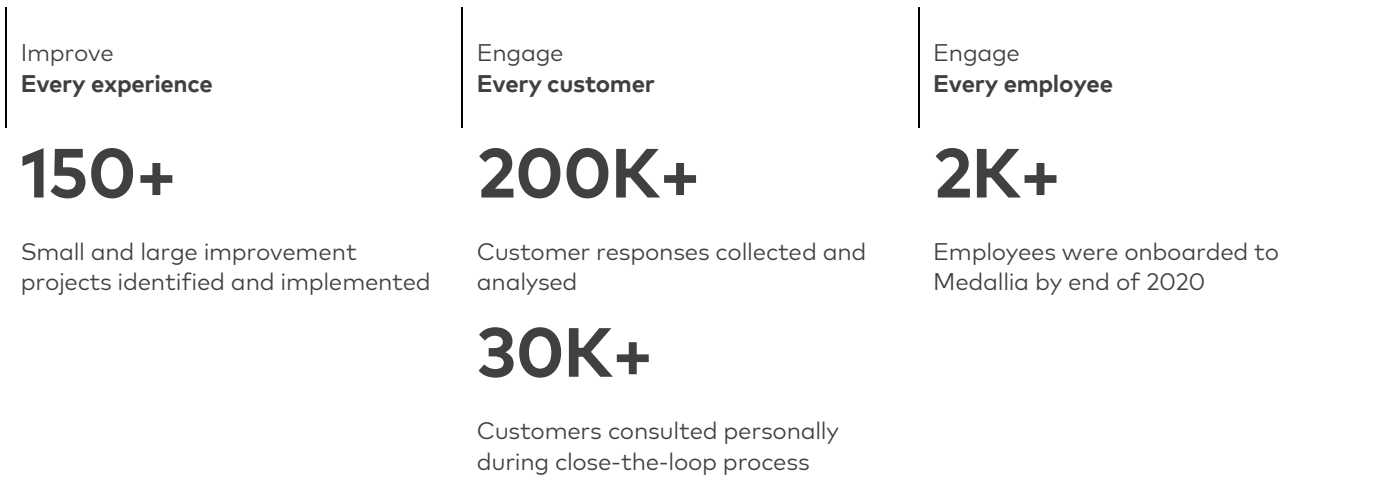 Improve
Every experience
150+
Small and large improvement
projects identified and implemented
Engage
Every customer
200K+
Customer responses collected and
analysed
30K+
Customers consulted personally
during close-the-loop process
Engage
Every employee
2K+
Employees were onboarded to
Medallia by end of 2020